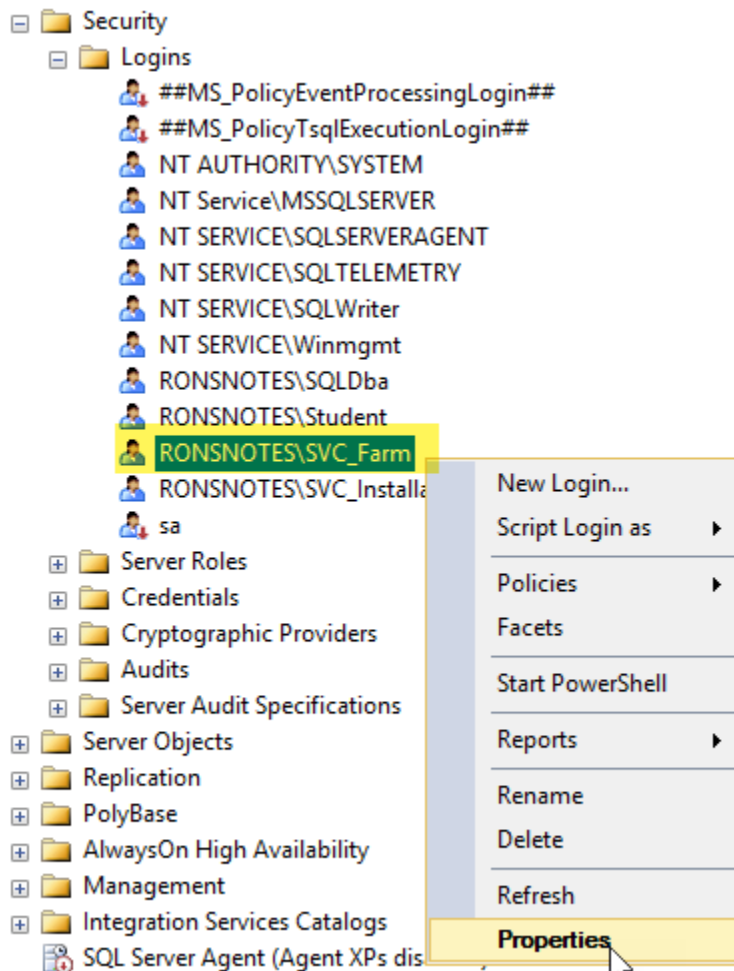 Security
Logins
##MS_PolicyEventProcessingLogin##
##MS_PolicyTsqlExecutionLogin##
NT AUTHORITY\SYSTEM
NT Service\MSSQLSERVER
NT SERVICE\SQLSERVERAGENT
NT SERVICE\SQLTELEMETRY
NT SERVICE\SQLWriter
NT SERVICE\Winmgmt
RONSNOTES\SQLDba
RONSNOTES\Student
RONSNOTES\SVC_Farm
RONSNOTES\SVC_Installa
sa
Server Roles
Credentials
Cryptographic Providers
Audits
Server Audit Specifications
Server Objects
Replication
PolyBase
AlwaysOn High Availability
Management
Integration Services Catalogs
SQL Server Agent (Agent XPs dis
New Login...
Script Login as
Policies
Facets
Start PowerShell
Reports
Rename
Delete
Refresh
Properties